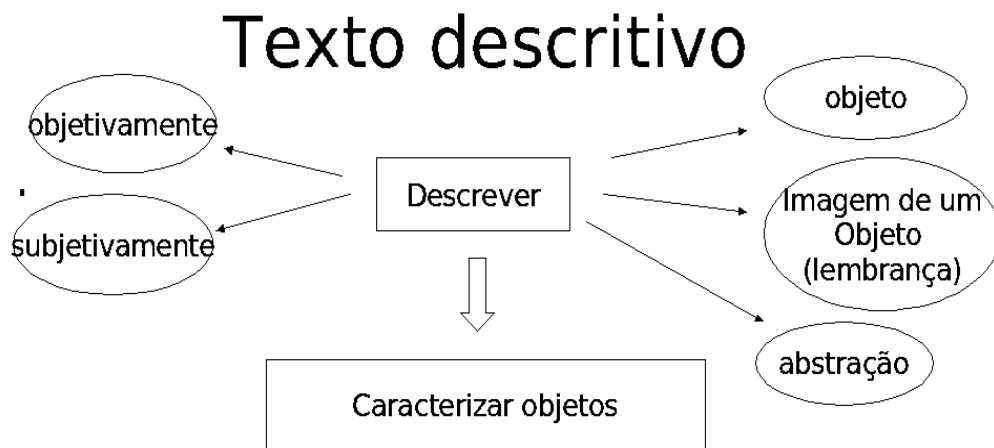 Texto descritivo
objetivamente
subjetivamente
Descrever
objeto
Imagem de um
Objeto
(lembrança)
abstração
Caracterizar objetos